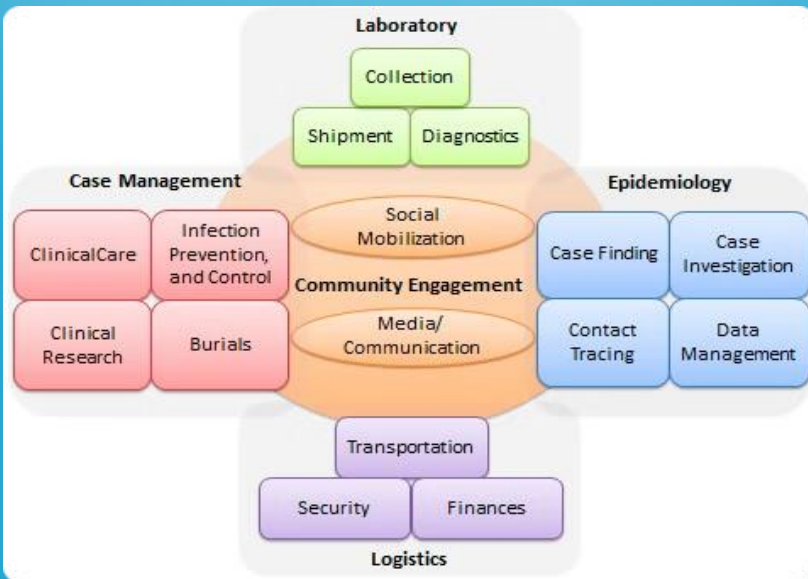 Laboratory
Collection
Shipment
Diagnostics
Case Management
ClinicalCare
Infection
Prevention,
and Control
Clinical
Research
Burials
Social
Mobilization
Community Engagement
Media/
Communication
Epidemiology
Case Finding
Case
Investigation
Contact
Tracing
Data
Management
Transportation
Security
Finances
Logistics